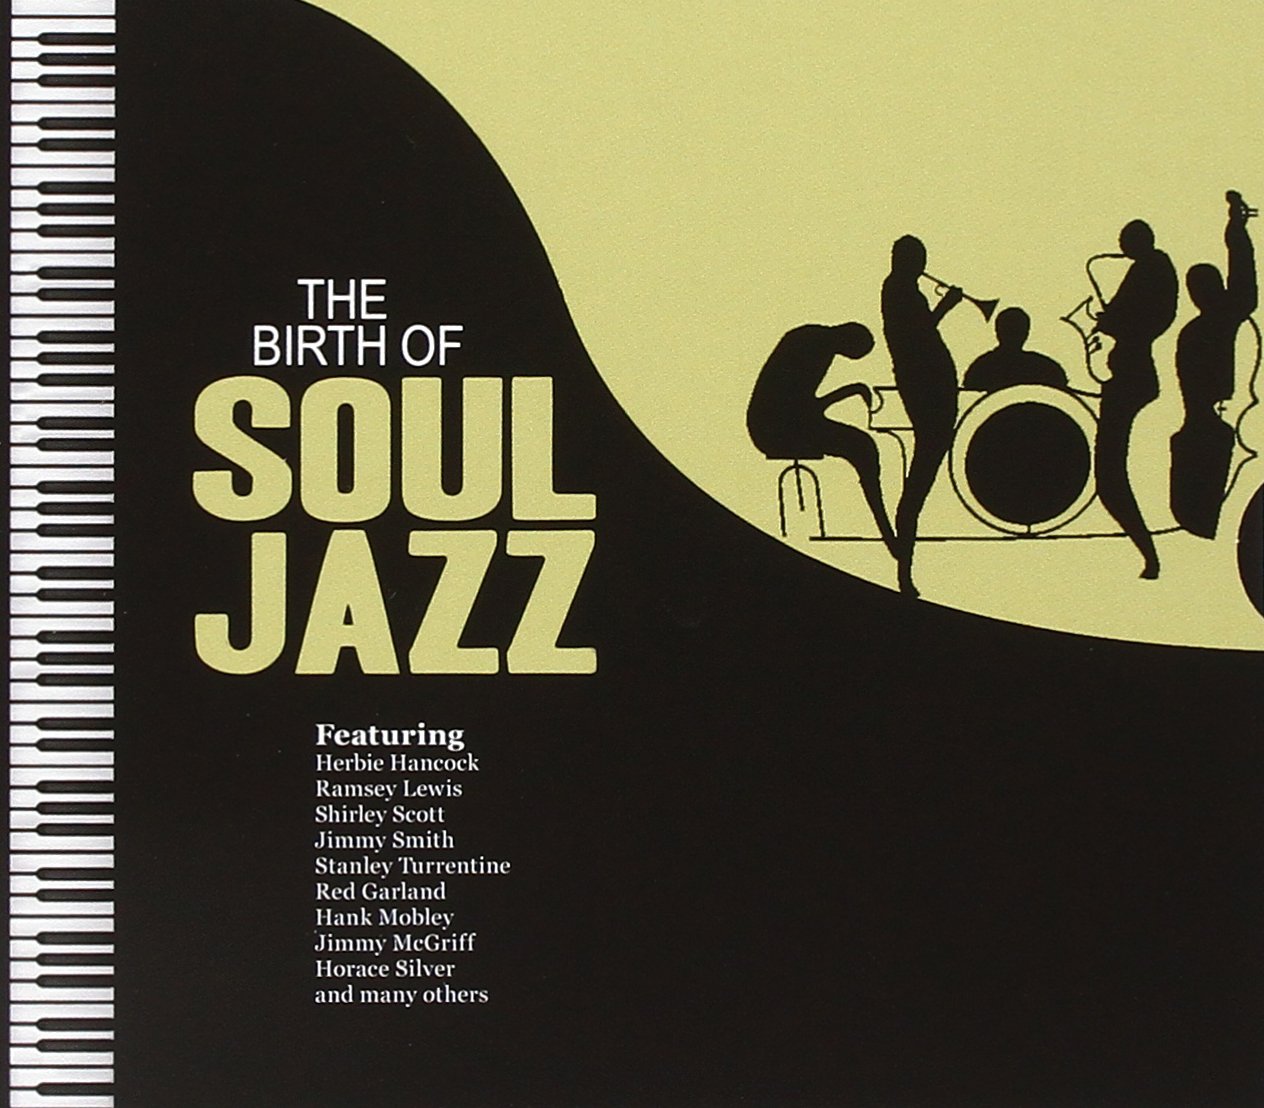 THE
BIRTH OF
SOUL
JAZZ
Featuring
Herbie Hancock
Ramsey Lewis
Shirley Scott
Jimmy Smith
Stanley Turrentine
Red Garland
Hank Mobley
Jimmy McGriff
Horace Silver
and many others